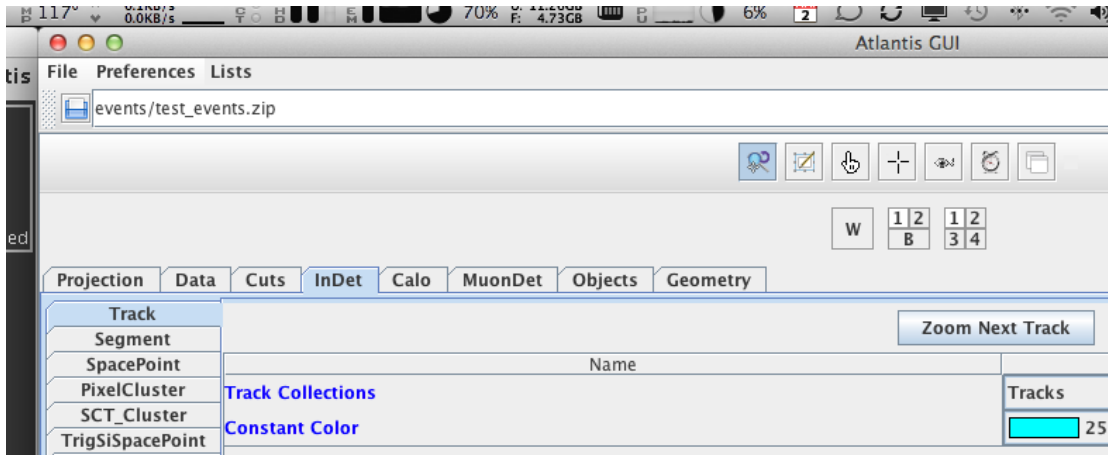 117°
0.0KB/s
70%
F: 4.73GB
6%
2
Atlantis GUI
tis
File Preferences Lists
events/test_events.zip
ed
W
1 2
B
1 2
3 4
Projection Data Cuts InDet Calo MuonDet Objects Geometry
Track
Zoom Next Track
Segment
SpacePoint
Name
PixelCluster
Track Collections
Tracks
SCT_Cluster
Constant Color
25
TrigSiSpacePoint